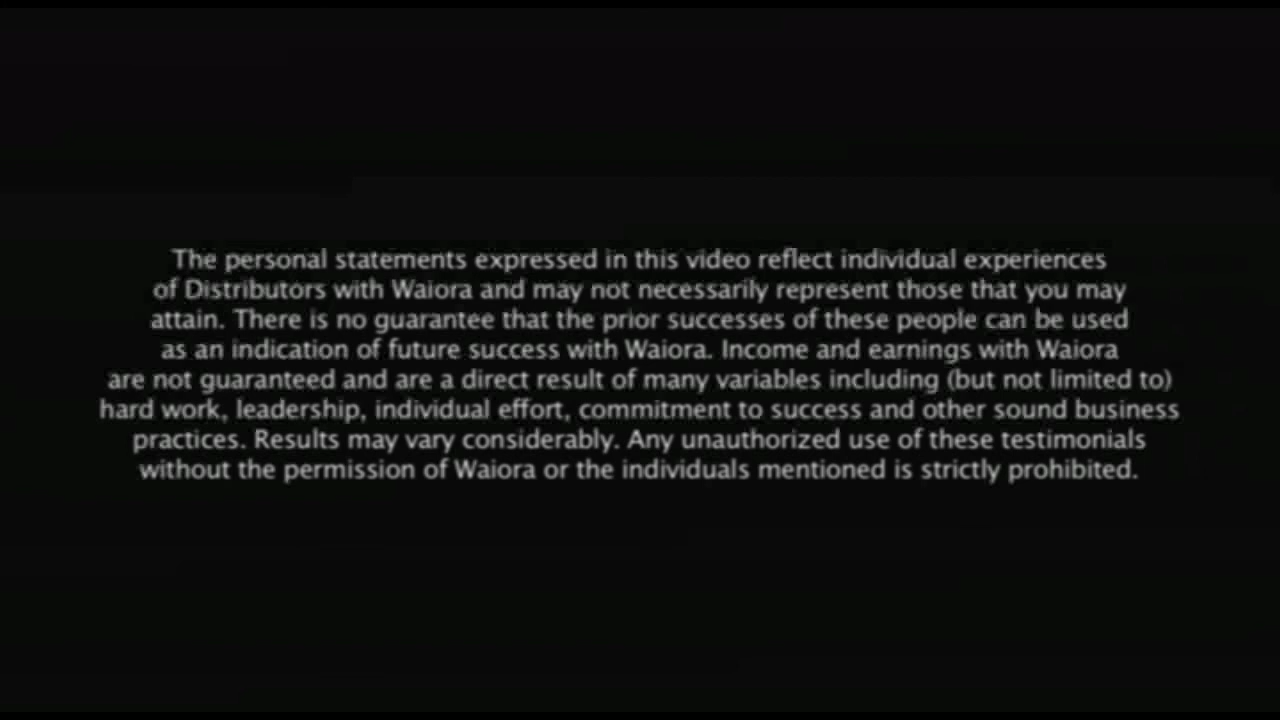 The personal statements expressed in this video reflect individual experiences
of Distributors with Waiora and may not necessarily represent those that you may
attain. There is no guarantee that the prior successes of these people can be used
as an indication of future success with Waiora. Income and earnings with Waiora
are not guaranteed and are a direct result of many variables including (but not limited to)
hard work, leadership, individual effort, commitment to success and other sound business
practices. Results may vary considerably. Any unauthorized use of these testimonials
without the permission of Waiora or the individuals mentioned is strictly prohibited.